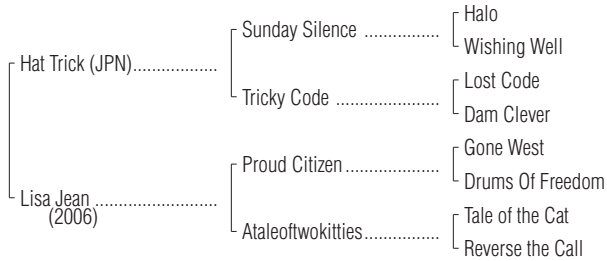 Halo
Sunday Silence ..................
Wishing Well
Hat Trick (JPN)..................
Lost Code
Tricky Code .........................
Dam Clever
Gone West
Proud Citizen.......................
Drums Of Freedom
Lisa Jean ..............................
(2006)
Tale of the Cat
Ataleoftwokitties..................
Reverse the Call